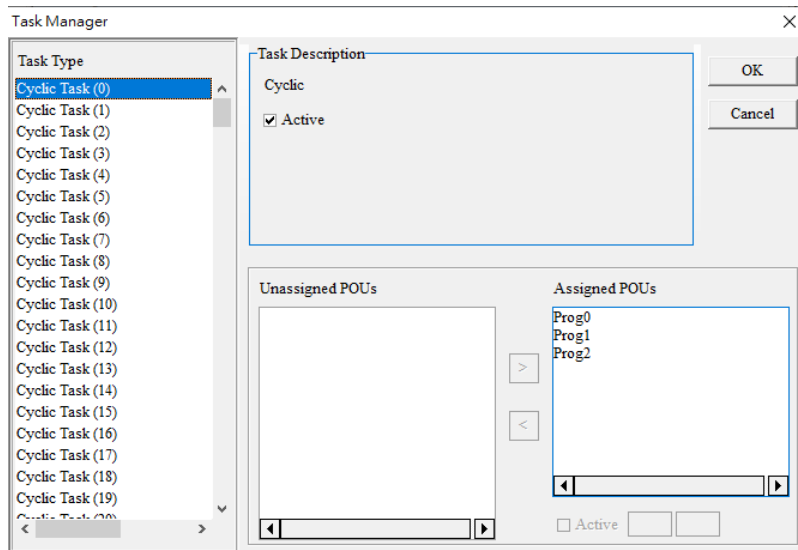 Task Manager
Task Type
Cyclic Task (0)
Cyclic Task (1)
Cyclic Task (2)
Cyclic Task (3)
Cyclic Task (4)
Cyclic Task (5)
Cyclic Task (6)
Cyclic Task (7)
Cyclic Task (8)
Cyclic Task (9)
Cyclic Task (10)
Cyclic Task (11)
Cyclic Task (12)
Cyclic Task (13)
Cyclic Task (14)
Cyclic Task (15)
Cyclic Task (16)
Cyclic Task (17)
Cyclic Task (18)
Cyclic Task (19)
Cyclic Task (20)
Task Description
Cyclic
Active
OK
Cancel
Unassigned POUs
Assigned POUs
Prog0
Prog1
Prog2
>
<
Active